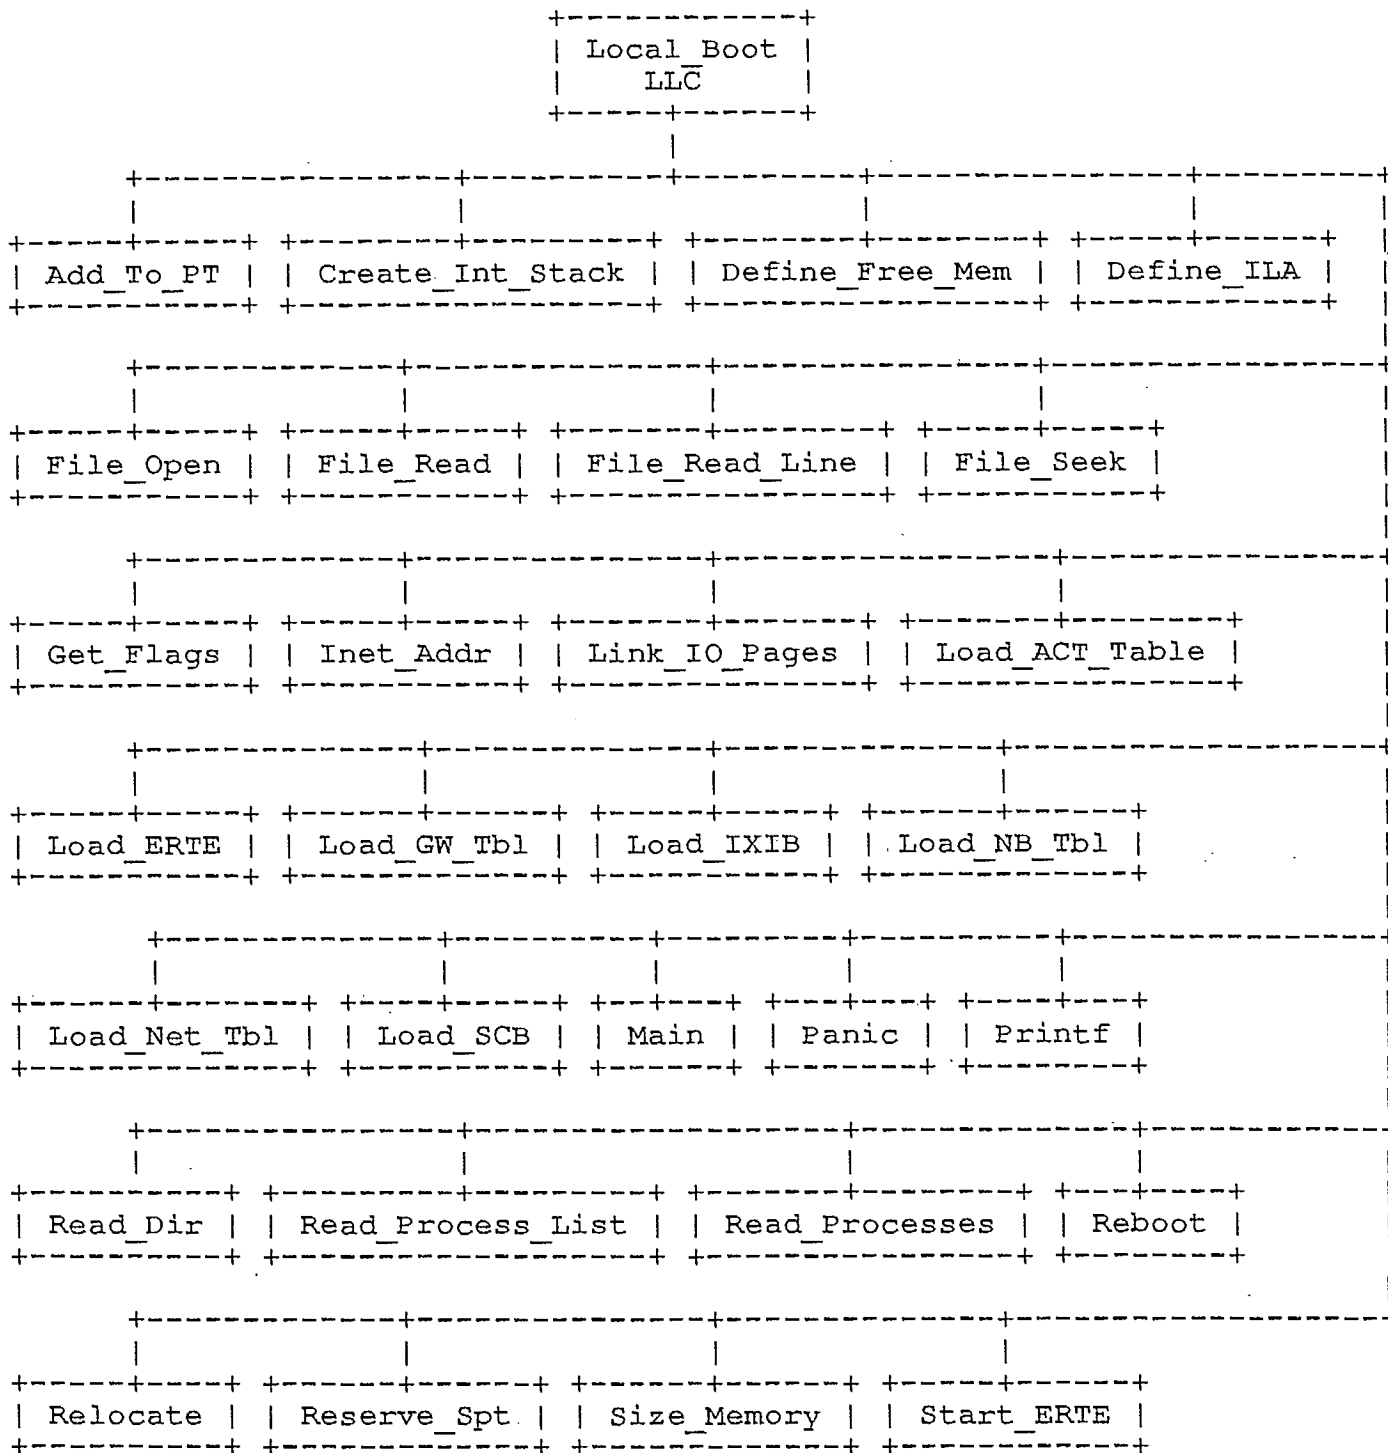 Local_Boot
LLC
Add_To_PT Create_Int_Stack Define_Free_Mem Define_ILA
File_Open File_Read File_Read_Line File_Seek
Get_Flags Inet_Addr Link_IO_Pages Load_ACT_Table
Load_ERTE Load_GW_Tbl Load_IXIB Load_NB_Tbl
Load_Net_Tbl Load_SCB Main Panic Printf
Read_Dir Read_Process_List Read_Processes Reboot
Relocate Reserve_Spt Size_Memory Start_ERTE